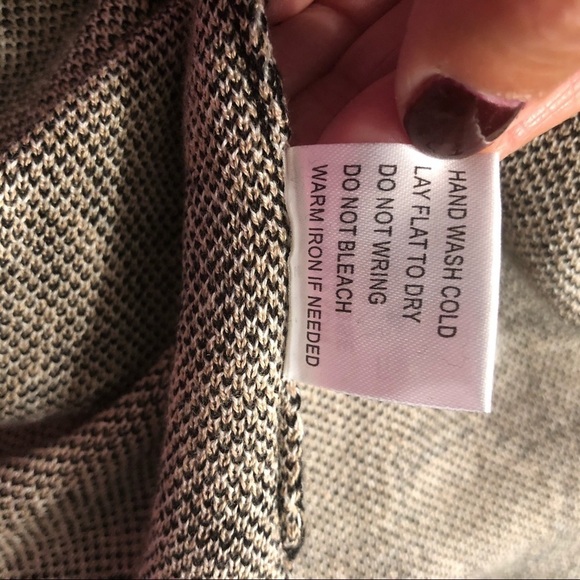 HAND WASH COLD
LAY FLAT TO DRY
DO NOT WRING
DO NOT BLEACH
WARM IRON IF NEEDED